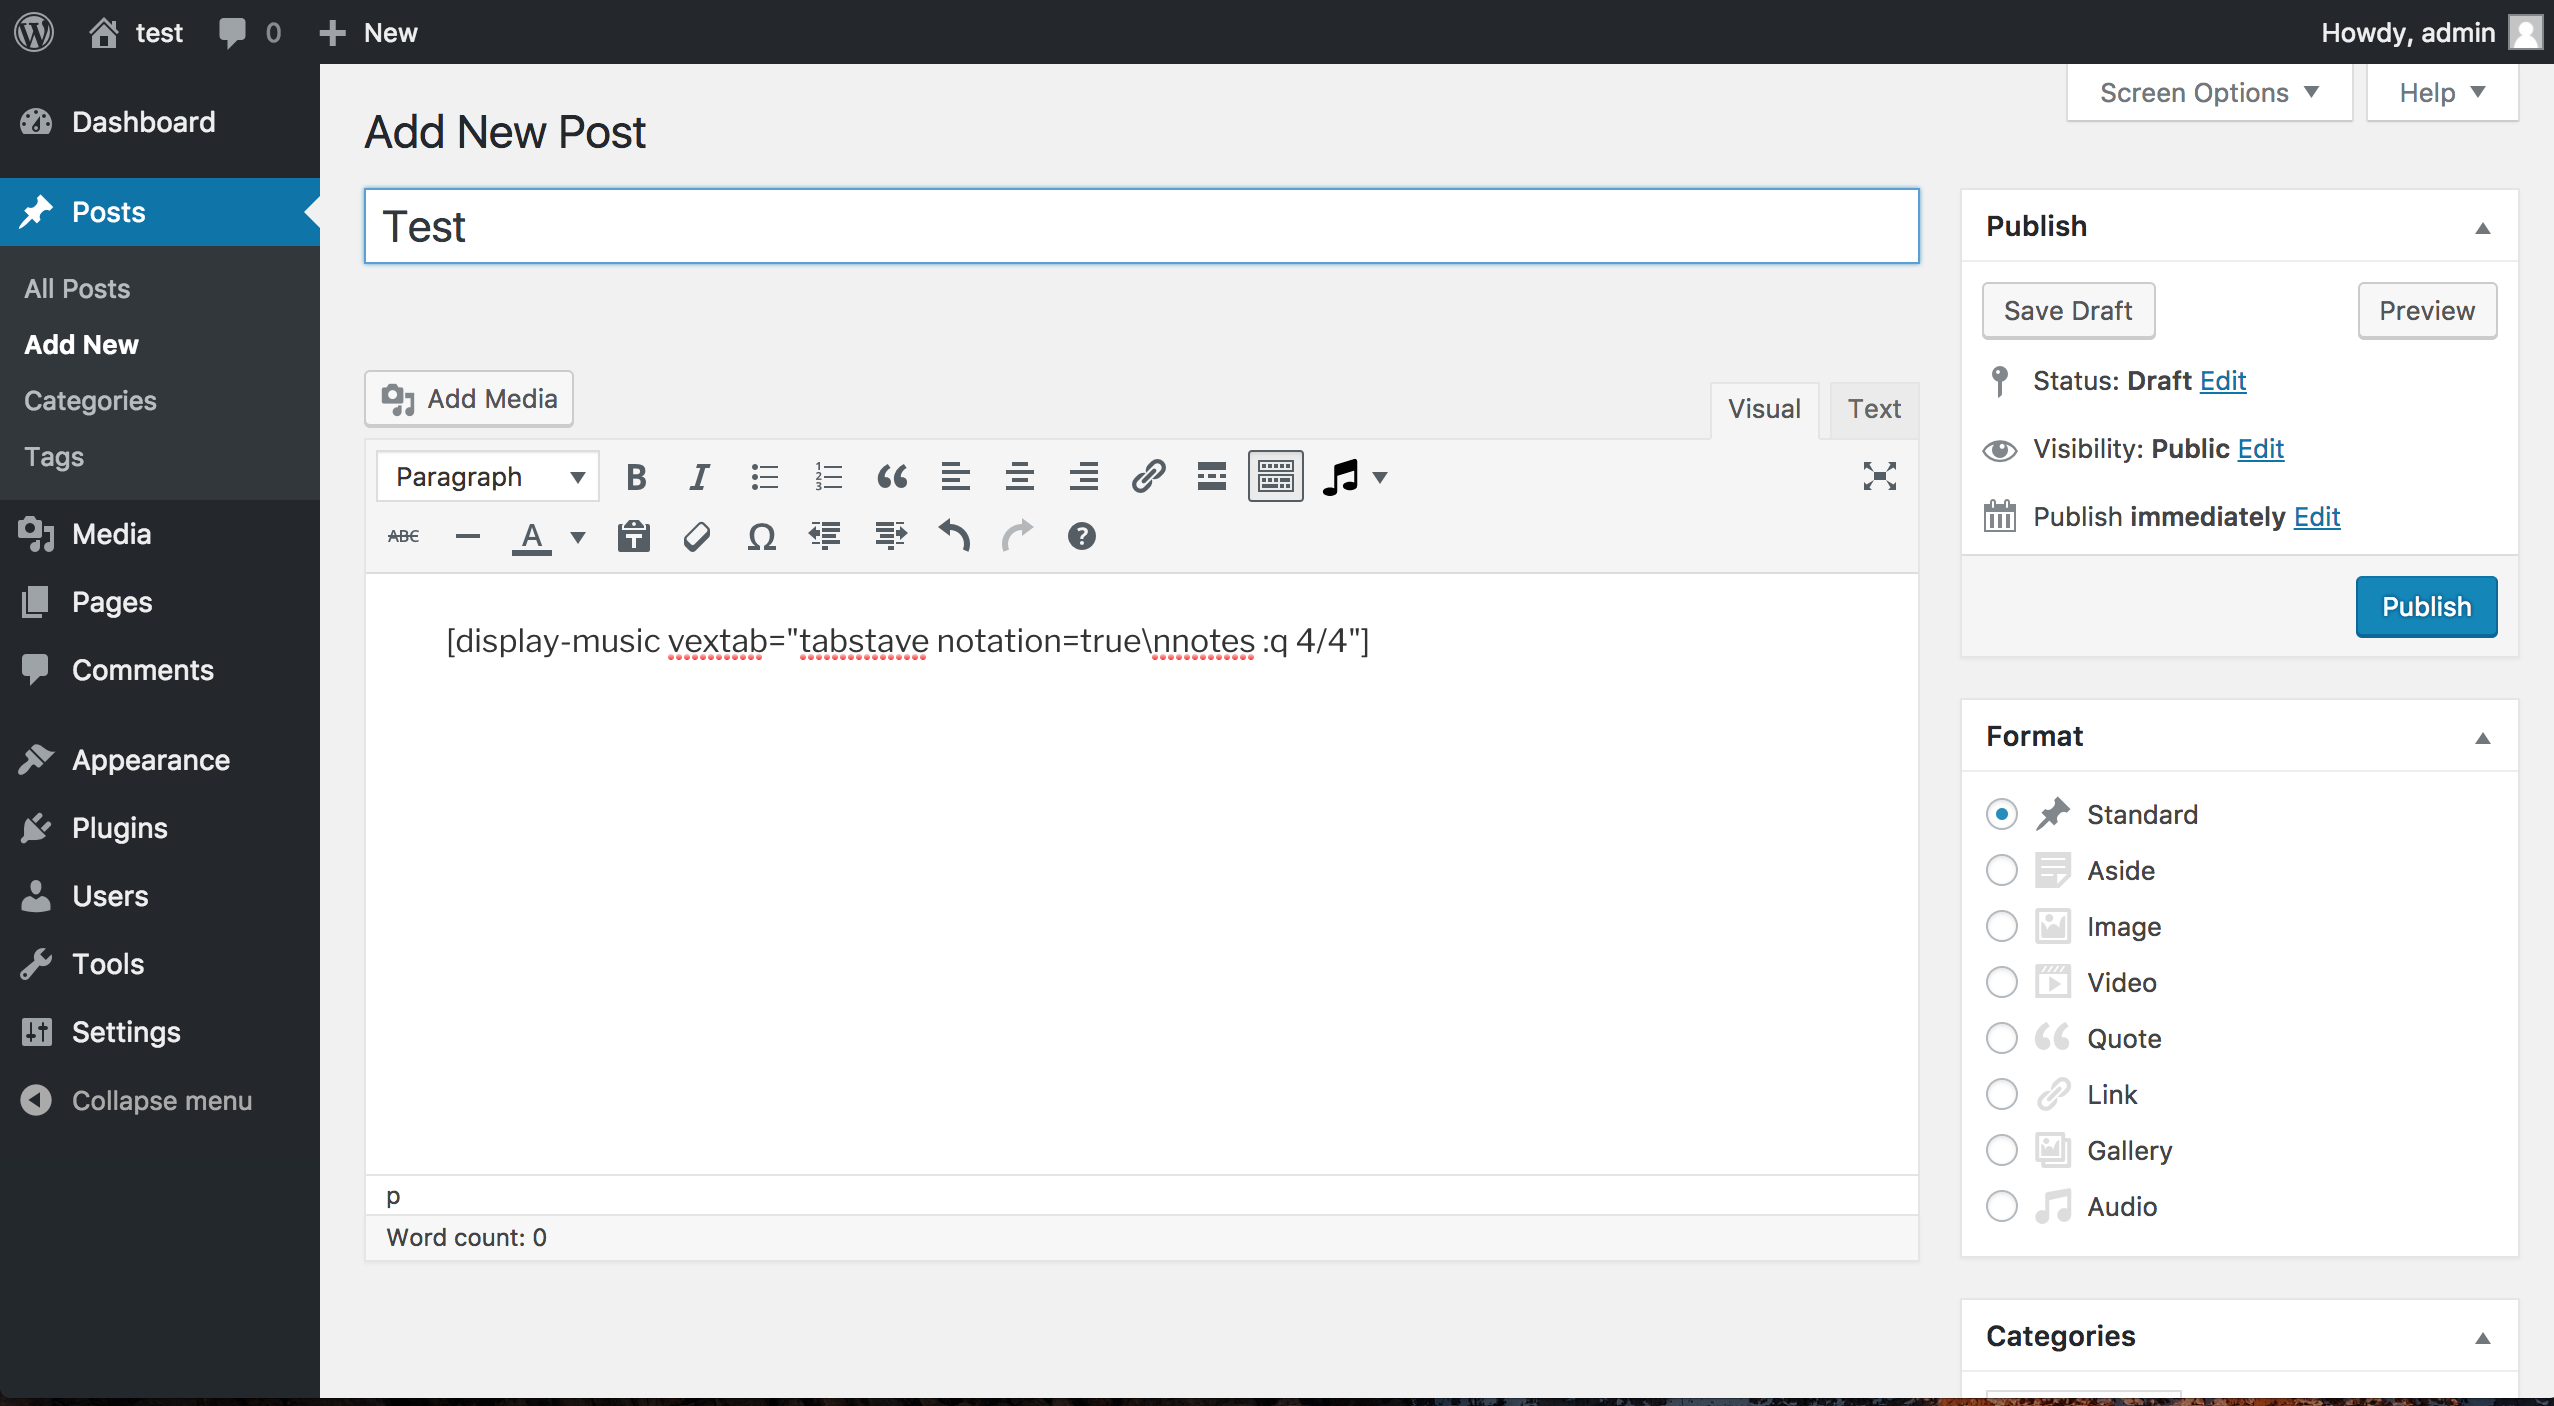 test 0 New Howdy, admin
Screen Options Help
Dashboard
Posts
All Posts
Add New
Categories
Tags
Media
Pages
Comments
Appearance
Plugins
Users
Tools
Settings
Collapse menu
Add New Post
Test
Add Media
Visual Text
Paragraph B I
ABC A Ω ?
[display-music vextab="tabstave notation=true\nnotes :q 4/4"]
p
Word count: 0
Publish
Save Draft Preview
Status: Draft Edit
Visibility: Public Edit
Publish immediately Edit
Publish
Format
Standard
Aside
Image
Video
Quote
Link
Gallery
Audio
Categories